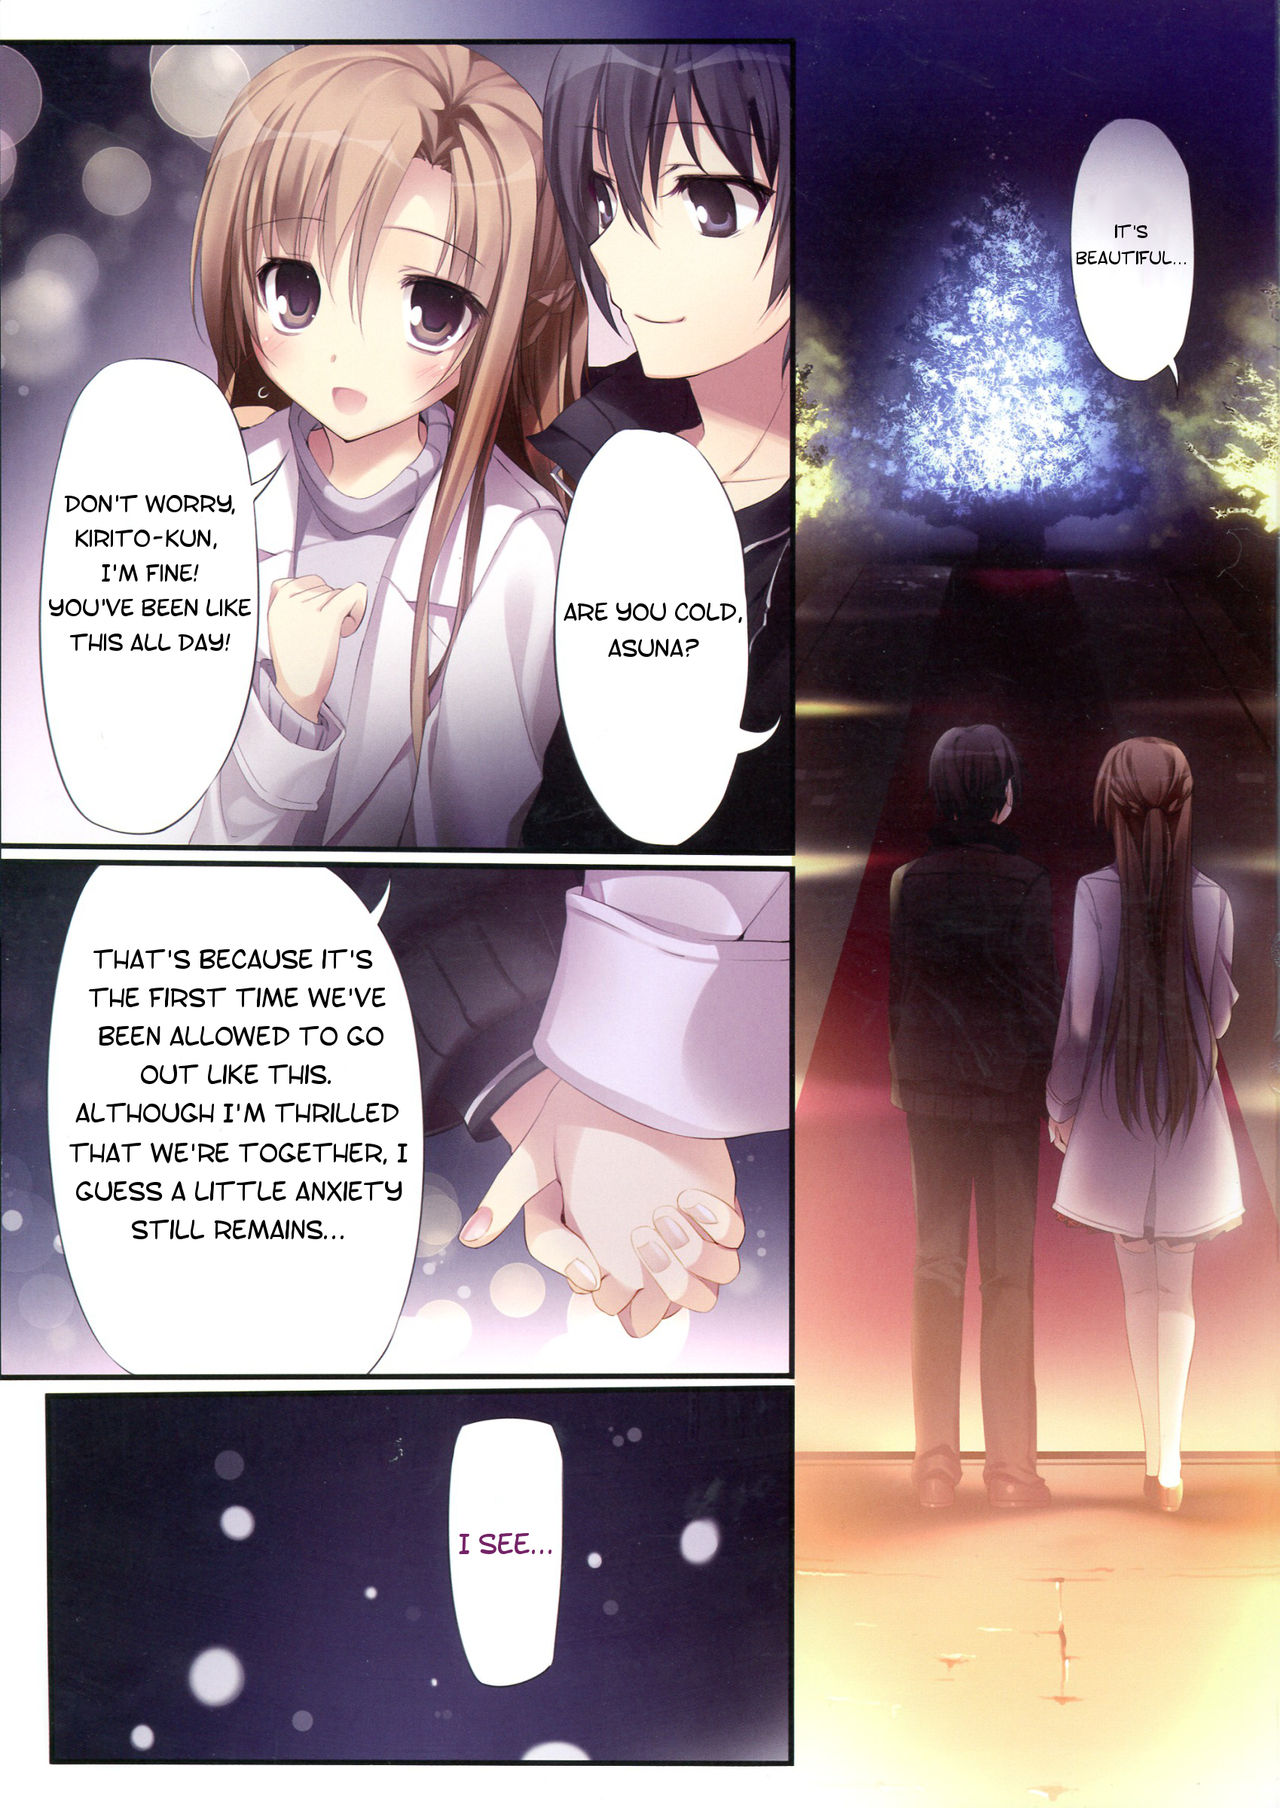 IT'S
BEAUTIFUL...
ARE YOU COLD,
ASUNA?
DON'T WORRY,
KIRITO-KUN,
I'M FINE!
YOU'VE BEEN LIKE
THIS ALL DAY!
THAT'S BECAUSE IT'S
THE FIRST TIME WE'VE
BEEN ALLOWED TO GO
OUT LIKE THIS.
ALTHOUGH I'M THRILLED
THAT WE'RE TOGETHER, I
GUESS A LITTLE ANXIETY
STILL REMAINS...
I SEE...